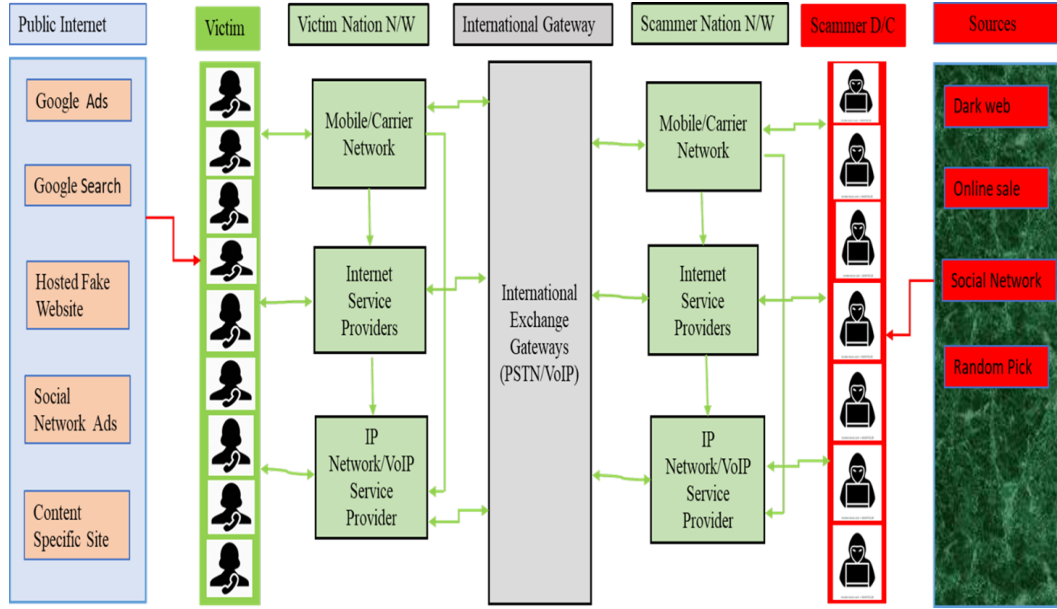 Public Internet
Victim
Victim Nation N/W
International Gateway
Scammer Nation N/W
Scammer D/C
Sources
Google Ads
Google Search
Hosted Fake
Website
Social
Network Ads
Content
Specific Site
Mobile/Carrier
Network
Internet
Service
Providers
IP
Network/VoIP
Service
Provider
International
Exchange
Gateways
(PSTN/VoIP)
Mobile/Carrier
Network
Internet
Service
Providers
IP
Network/VoIP
Service
Provider
Dark web
Online sale
Social Network
Random Pick